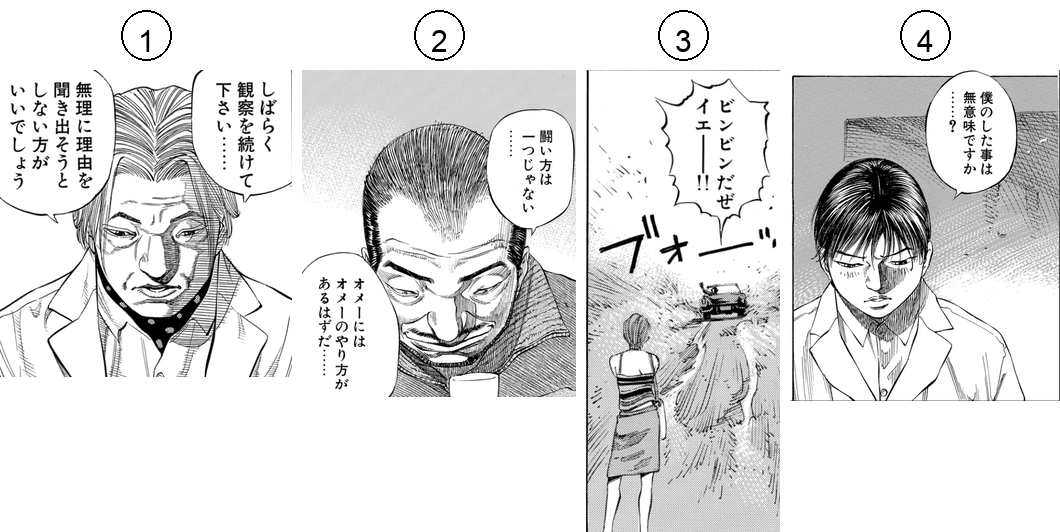 1
しばらく
観察を続けて
下さい……
無理に理由を
聞き出そうと
しない方が
いいでしょう
2
闘い方は
一つじゃない
……
オメーには
オメーのやり方が
あるはずだ……
3
ビンビンだぜ
イエ――!!
ブォ――
4
僕のした事は
無意味ですか
……?